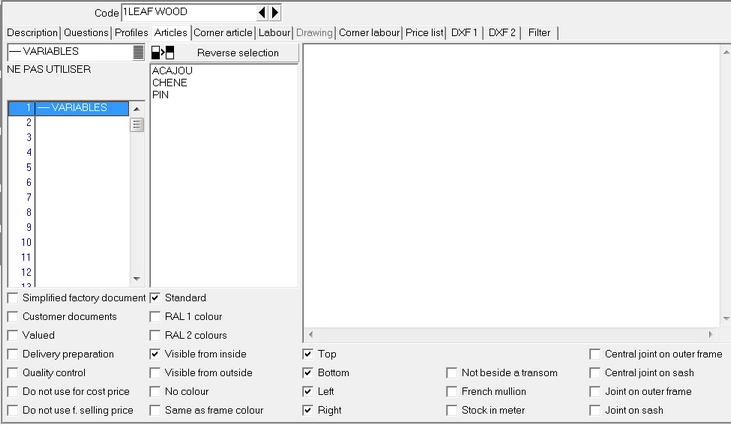 Code 1LEAF WOOD
Description Questions Profiles Articles Corner article Labour Drawing Corner labour Price list DXF 1 DXF 2 Filter
— VARIABLES Reverse selection
NE PAS UTILISER
ACAJOU
CHENE
PIN
1 — VARIABLES
2
3
4
5
6
7
8
9
10
11
12
Simplified factory document Standard
Customer documents RAL 1 colour
Valued RAL 2 colours
Delivery preparation Visible from inside Top Central joint on outer frame
Quality control Visible from outside Bottom Not beside a transom Central joint on sash
Do not use for cost price No colour Left French mullion Joint on outer frame
Do not use f. selling price Same as frame colour Right Stock in meter Joint on sash